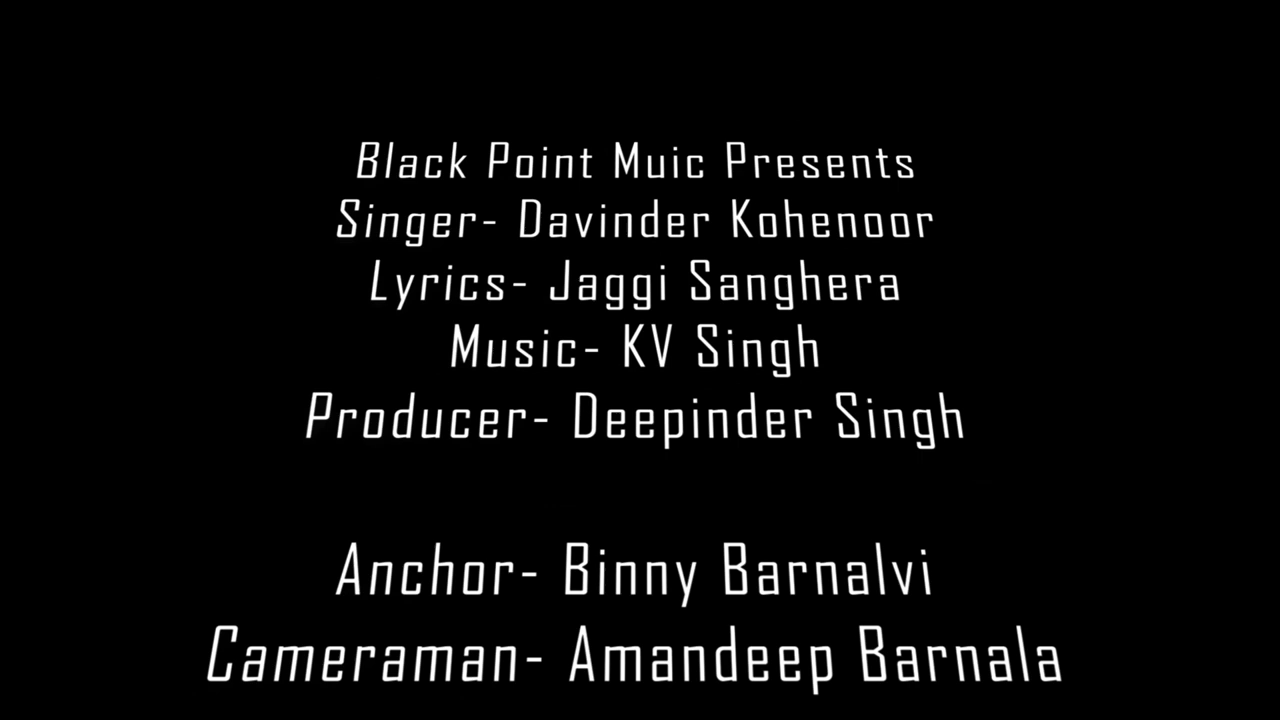 Black Point Muic Presents
Singer- Davinder Kohenoor
Lyrics- Jaggi Sanghera
Music- KV Singh
Producer- Deepinder Singh
Anchor- Binny Barnalvi
Cameraman- Amandeep Barnala